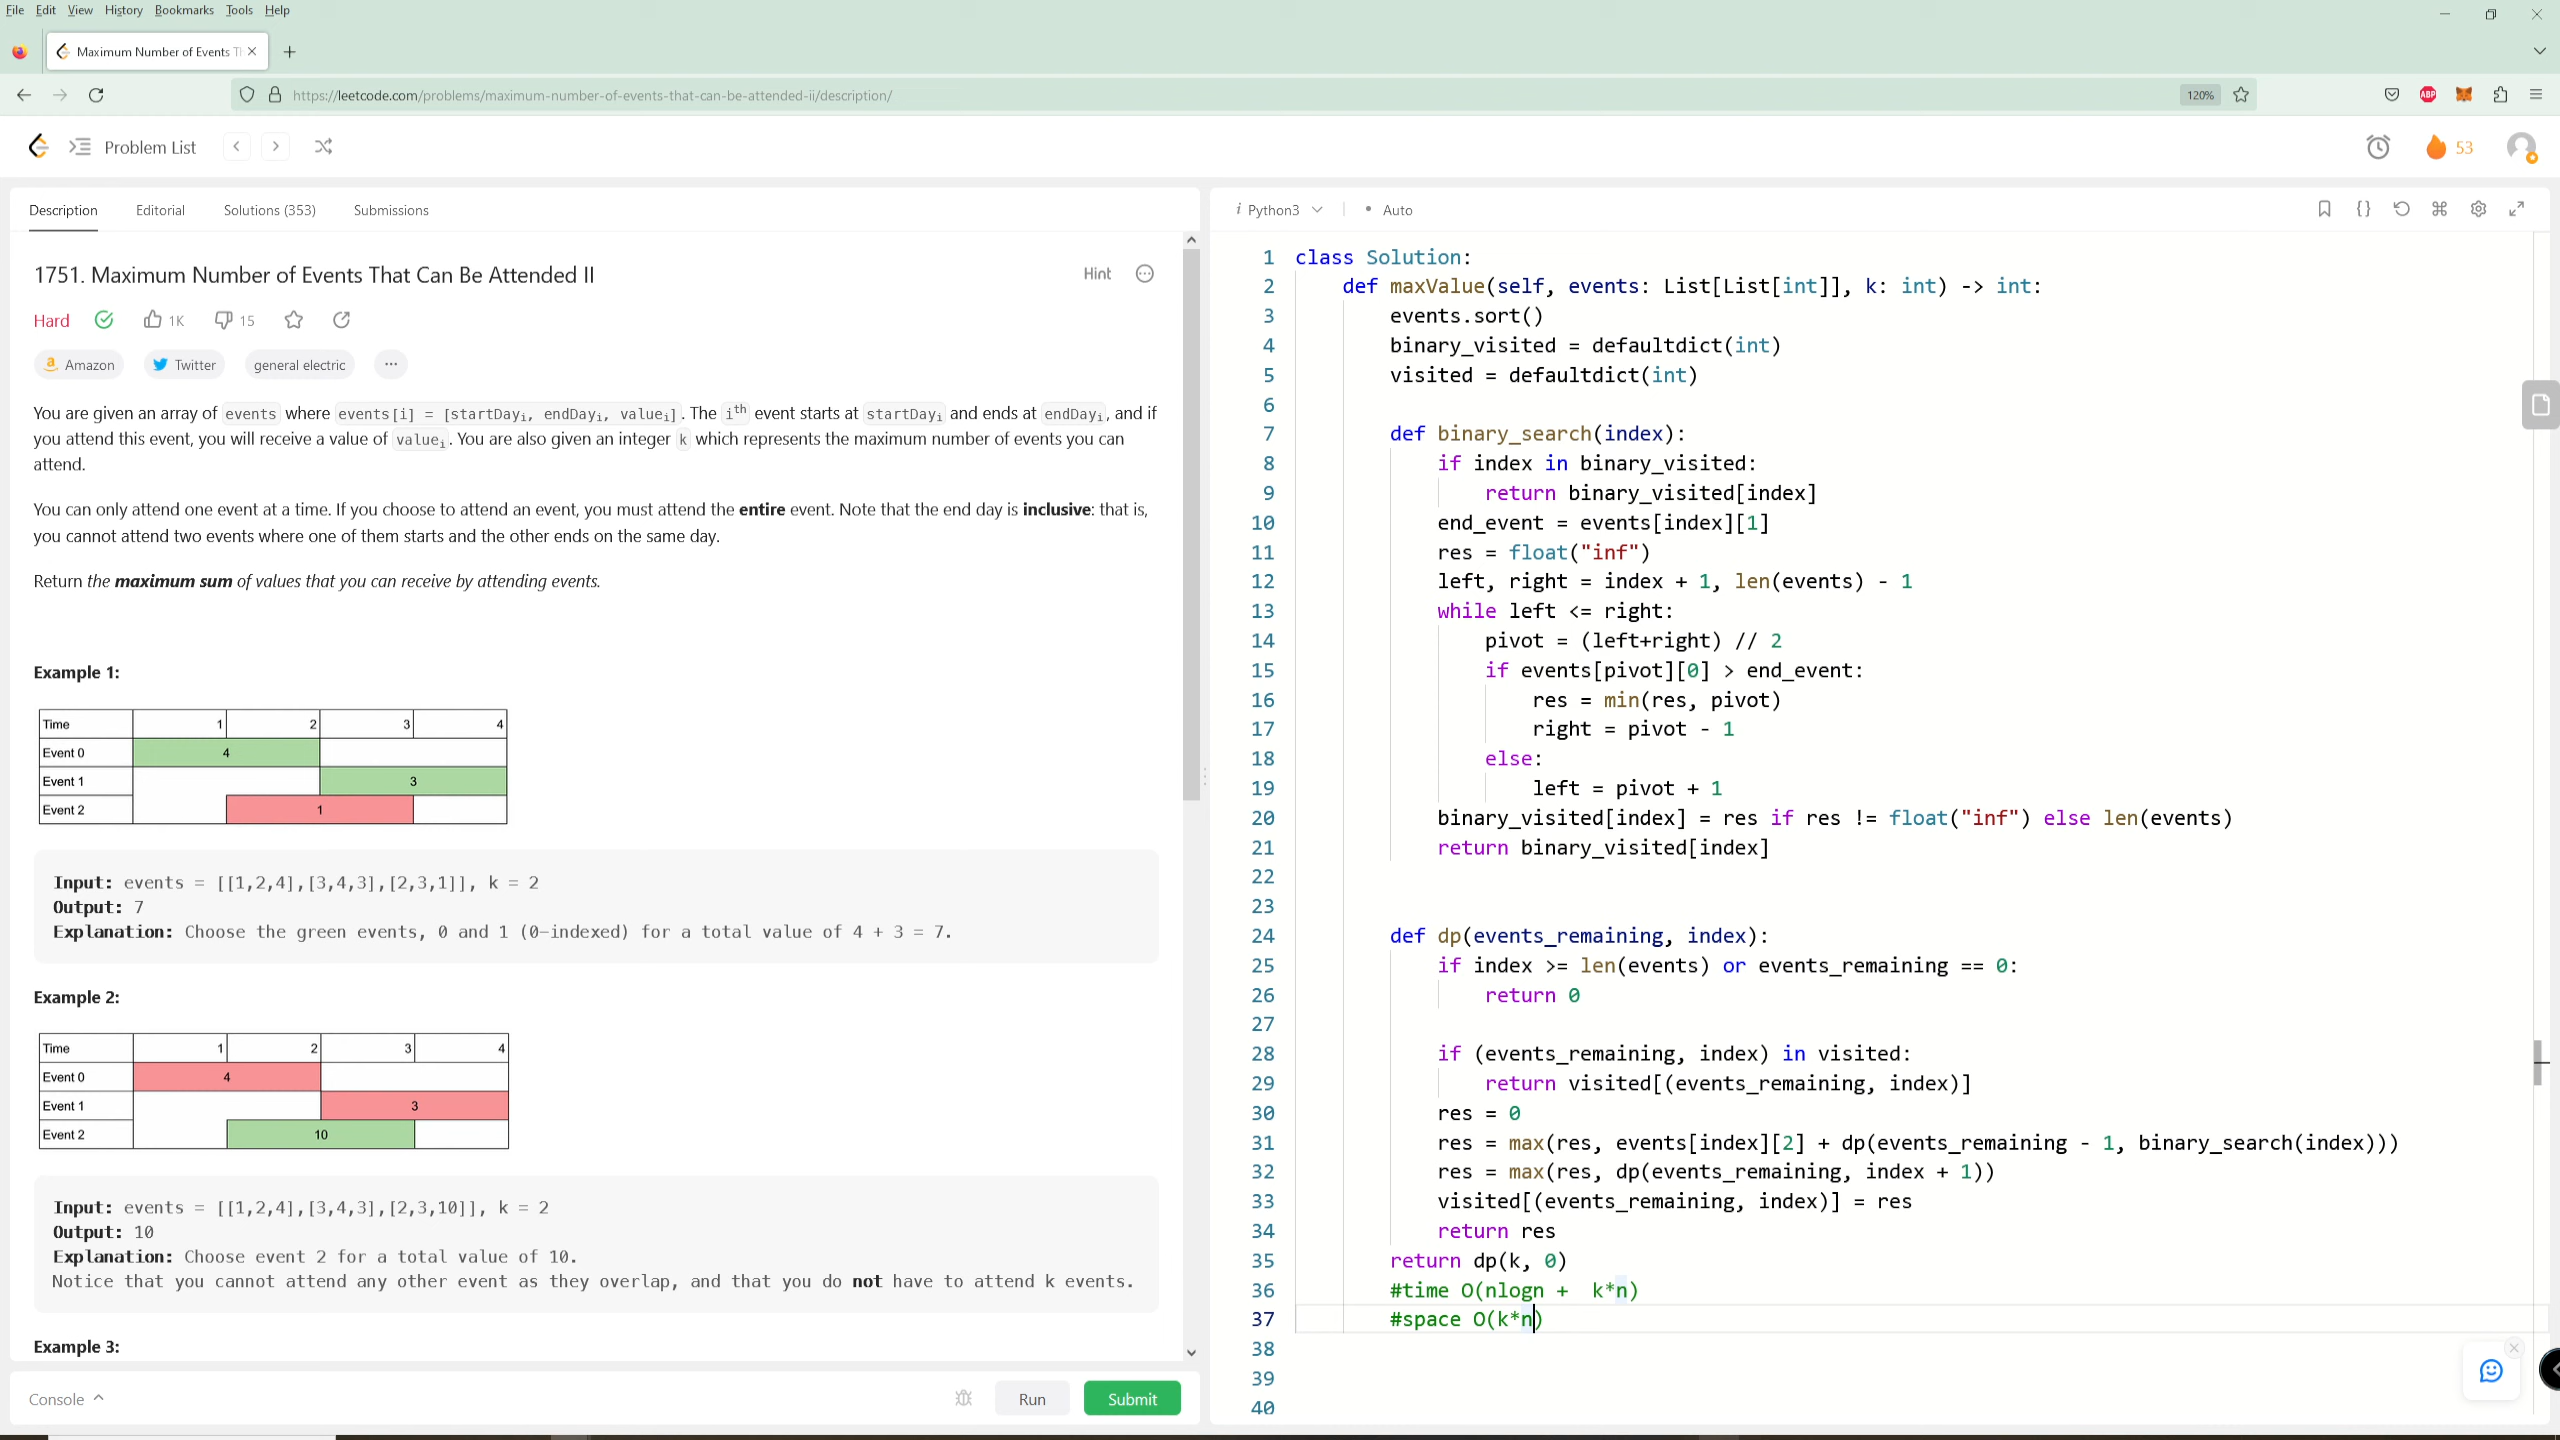 File Edit View History Bookmarks Tools Help
Maximum Number of Events Th
https://leetcode.com/problems/maximum-number-of-events-that-can-be-attended-ii/description/
120%
ABP
Problem List
53
Description Editorial Solutions (353) Submissions
1751. Maximum Number of Events That Can Be Attended II
Hint
Hard 1K 15
Amazon Twitter general electric ...
You are given an array of events where events[i] = [startDayi, endDayi, valuei]. The ith event starts at startDayi and ends at endDayi, and if
you attend this event, you will receive a value of valuei. You are also given an integer k which represents the maximum number of events you can
attend.
You can only attend one event at a time. If you choose to attend an event, you must attend the entire event. Note that the end day is inclusive: that is,
you cannot attend two events where one of them starts and the other ends on the same day.
Return the maximum sum of values that you can receive by attending events.
Example 1:
Time 1 2 3 4
Event 0 4
Event 1 3
Event 2 1
Input: events = [[1,2,4],[3,4,3],[2,3,1]], k = 2
Output: 7
Explanation: Choose the green events, 0 and 1 (0-indexed) for a total value of 4 + 3 = 7.
Example 2:
Time 1 2 3 4
Event 0 4
Event 1 3
Event 2 10
Input: events = [[1,2,4],[3,4,3],[2,3,10]], k = 2
Output: 10
Explanation: Choose event 2 for a total value of 10.
Notice that you cannot attend any other event as they overlap, and that you do not have to attend k events.
Example 3:
Console
Run
Submit
i Python3 • Auto
{}
1 class Solution:
2 def maxValue(self, events: List[List[int]], k: int) -> int:
3 events.sort()
4 binary_visited = defaultdict(int)
5 visited = defaultdict(int)
6
7 def binary_search(index):
8 if index in binary_visited:
9 return binary_visited[index]
10 end_event = events[index][1]
11 res = float("inf")
12 left, right = index + 1, len(events) - 1
13 while left <= right:
14 pivot = (left+right) // 2
15 if events[pivot][0] > end_event:
16 res = min(res, pivot)
17 right = pivot - 1
18 else:
19 left = pivot + 1
20 binary_visited[index] = res if res != float("inf") else len(events)
21 return binary_visited[index]
22
23
24 def dp(events_remaining, index):
25 if index >= len(events) or events_remaining == 0:
26 return 0
27
28 if (events_remaining, index) in visited:
29 return visited[(events_remaining, index)]
30 res = 0
31 res = max(res, events[index][2] + dp(events_remaining - 1, binary_search(index)))
32 res = max(res, dp(events_remaining, index + 1))
33 visited[(events_remaining, index)] = res
34 return res
35 return dp(k, 0)
36 #time O(nlogn +  k*n)
37 #space O(k*n)
38
39
40